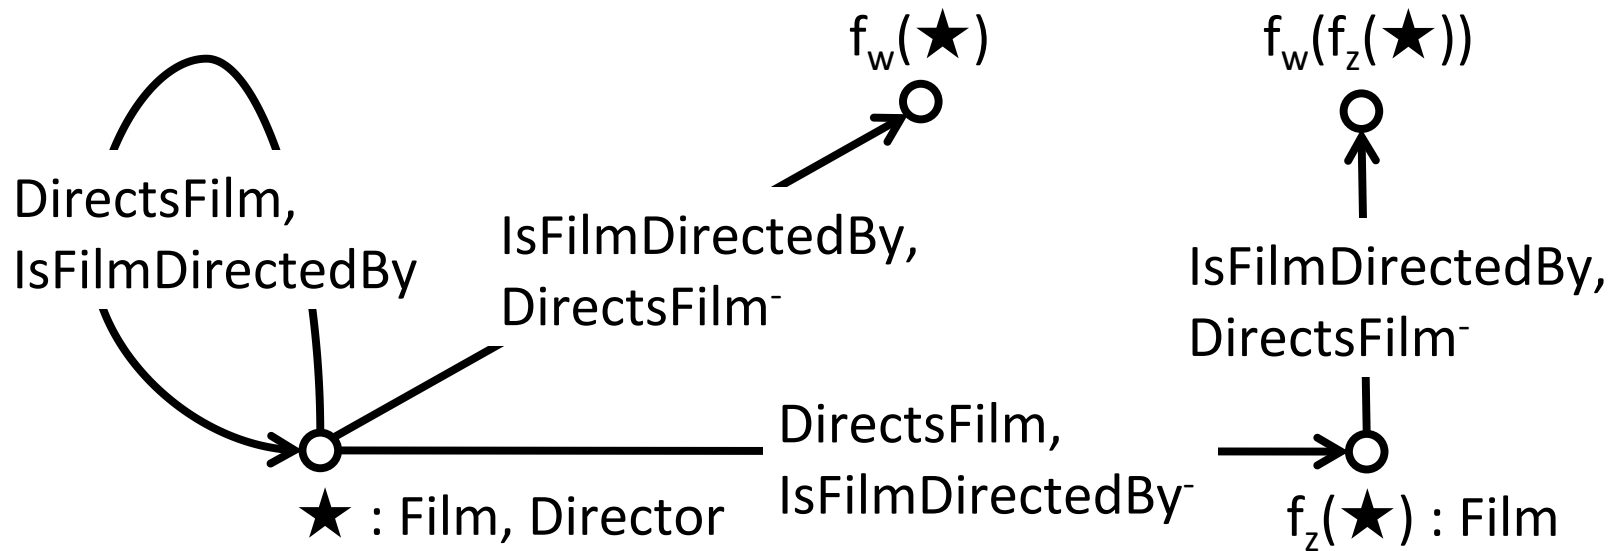 f_w(★)
f_w(f_z(★))
DirectsFilm,
IsFilmDirectedBy
IsFilmDirectedBy,
DirectsFilm⁻
IsFilmDirectedBy,
DirectsFilm⁻
DirectsFilm,
IsFilmDirectedBy⁻
★ : Film, Director
f_z(★) : Film